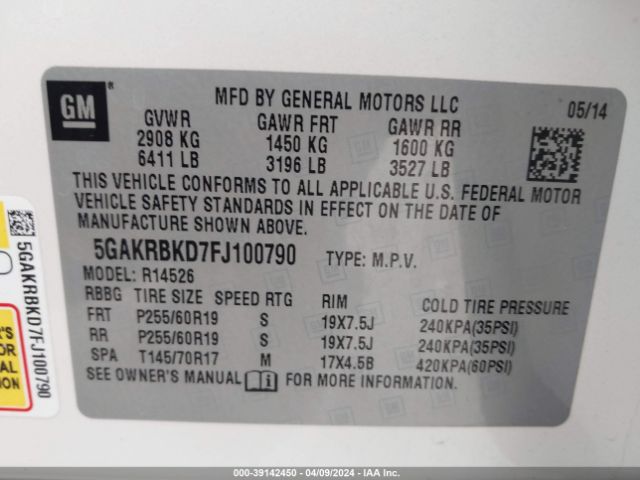 GM ®
MFD BY GENERAL MOTORS LLC 05/14
GVWR GAWR FRT GAWR RR
2908 KG 1450 KG 1600 KG
6411 LB 3196 LB 3527 LB
THIS VEHICLE CONFORMS TO ALL APPLICABLE U.S. FEDERAL MOTOR
VEHICLE SAFETY STANDARDS IN EFFECT ON THE DATE OF
MANUFACTURE SHOWN ABOVE.
5GAKRBKD7FJ100790 TYPE: M.P.V.
MODEL: R14526
RBBG TIRE SIZE SPEED RTG RIM COLD TIRE PRESSURE
FRT P255/60R19 S 19X7.5J 240KPA(35PSI)
RR P255/60R19 S 19X7.5J 240KPA(35PSI)
SPA T145/70R17 M 17X4.5B 420KPA(60PSI)
SEE OWNER'S MANUAL FOR MORE INFORMATION.
5GAKRBKD7FJ100790
R'S
OR
AL
000-39142450 - 04/09/2024 - IAA Inc.